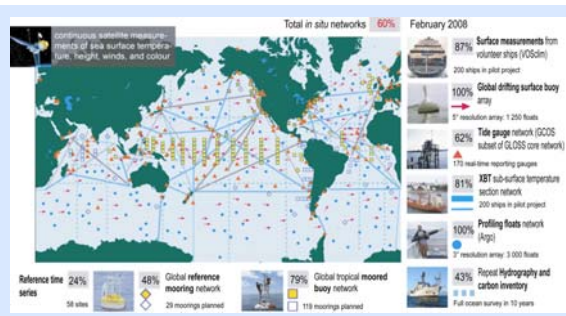 continuous satellite measure-
ments of sea surface tempera-
ture, height, winds, and colour
Total in situ networks 60%
February 2008
87% Surface measurements from
volunteer ships (VOSclim)
200 ships in pilot project
100% Global drifting surface buoy
array
5° resolution array: 1 250 floats
62% Tide gauge network (GCOS
subset of GLOSS core network)
170 real-time reporting gauges
81% XBT sub-surface temperature
section network
200 ships in pilot project
100% Profiling floats network
(Argo)
3° resolution array: 3 000 floats
43% Repeat Hydrography and
carbon inventory
Full ocean survey in 10 years
Reference time
series
24%
58 sites
48% Global reference
mooring network
29 moorings planned
79% Global tropical moored
buoy network
119 moorings planned